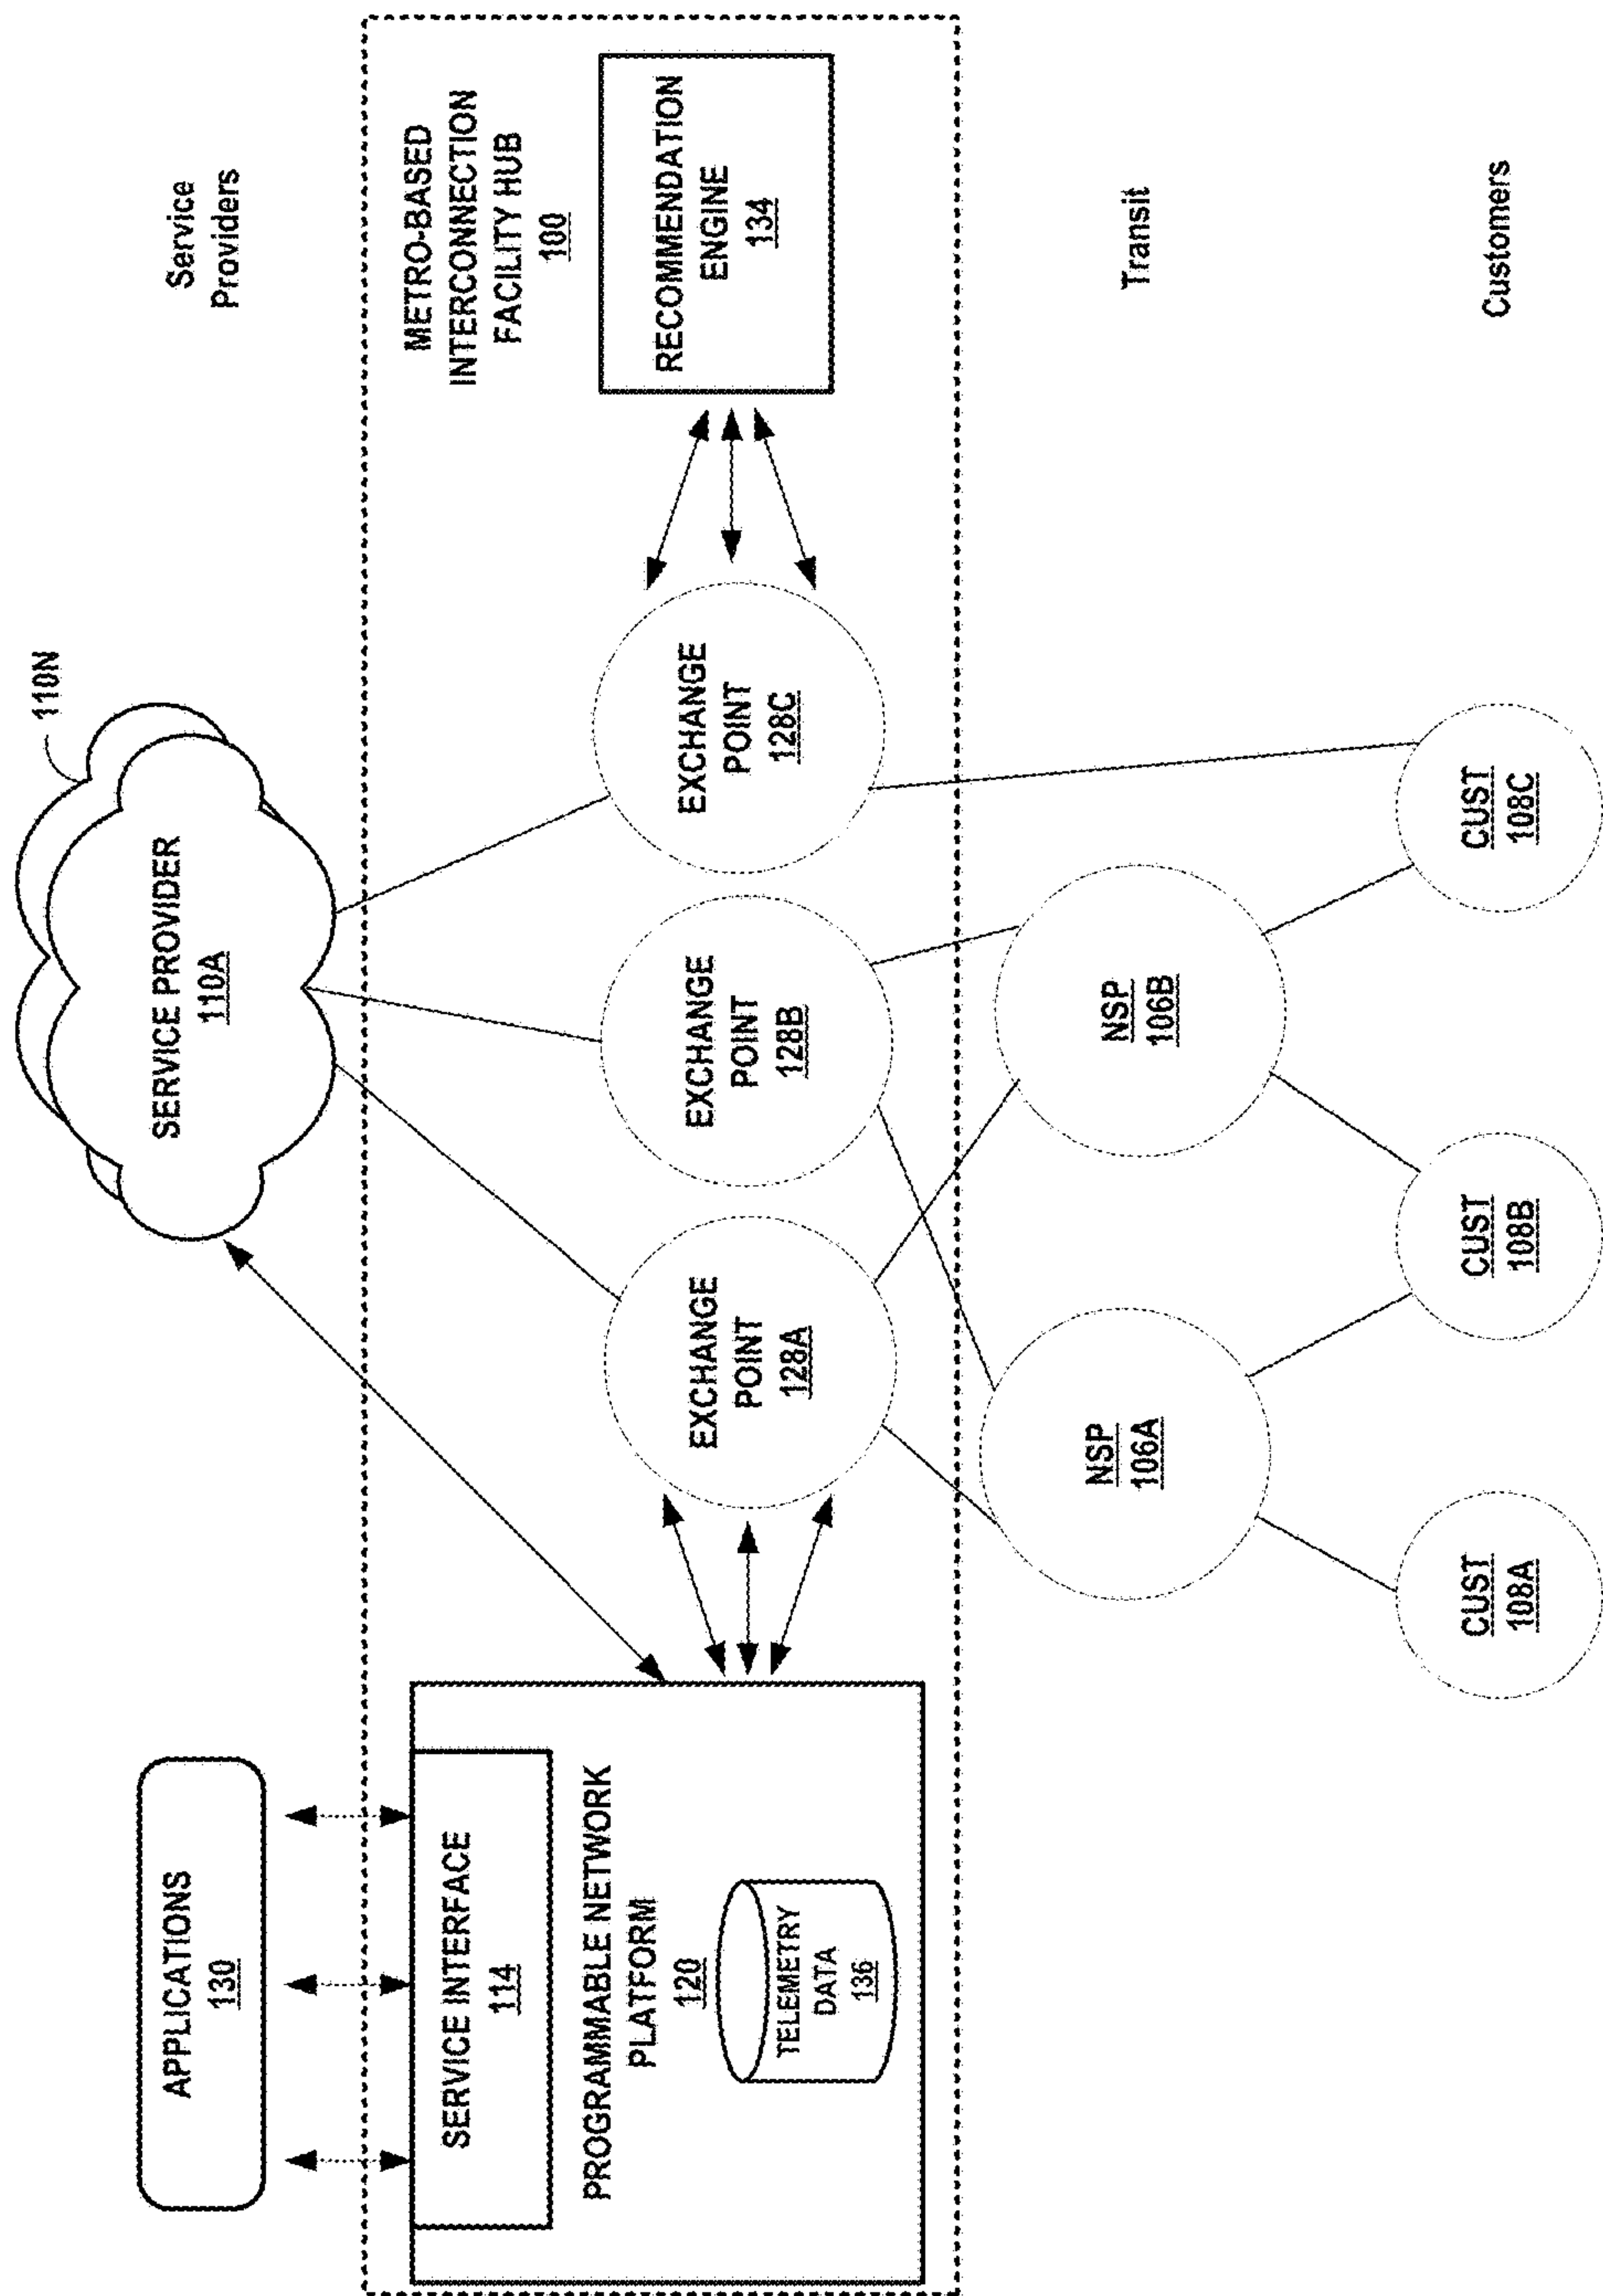 APPLICATIONS
130
SERVICE PROVIDER
110A
110N
Service
Providers
METRO-BASED
INTERCONNECTION
FACILITY HUB
100
SERVICE INTERFACE
114
PROGRAMMABLE NETWORK
PLATFORM
120
TELEMETRY
DATA
136
EXCHANGE
POINT
128A
EXCHANGE
POINT
128B
EXCHANGE
POINT
128C
RECOMMENDATION
ENGINE
134
NSP
106A
NSP
106B
Transit
CUST
108A
CUST
108B
CUST
108C
Customers